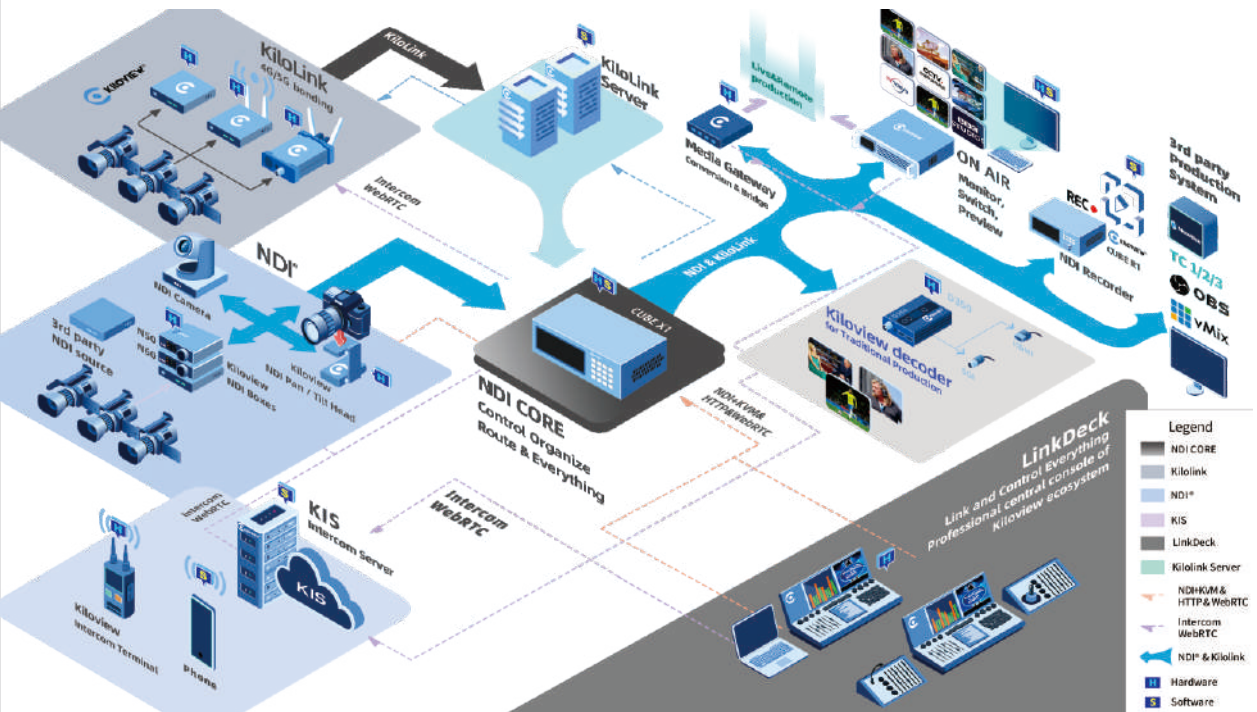 KILOVIEW
KiloLink
4G/5G Bonding
KiloLink
KiloLink
Server
Intercom
WebRTC
Live&Remote
production
Media Gateway
Conversion & Bridge
ON AIR
Monitor,
Switch,
Preview
REC
CUBE R1
NDI Recorder
3rd party
Production
System
TC 1/2/3
OBS
vMix
NDI®
NDI Camera
3rd party
NDI source
N50
N60
Kiloview
NDI Boxes
Kiloview
NDI Pan / Tilt Head
NDI & KiloLink
CUBE X1
NDI CORE
Control Organize
Route & Everything
D350
SDI
Kiloview decoder
for Traditional Production
NDI+KVM&
HTTP&WebRTC
Intercom
WebRTC
Intercom
WebRTC
KIS
Intercom Server
KIS
Kiloview
Intercom Terminal
Phone
LinkDeck
Link and Control Everything
Professional central console of
Kiloview ecosystem
Legend
NDI CORE
Kilolink
NDI®
KIS
LinkDeck
Kilolink Server
NDI+KVM &
HTTP & WebRTC
Intercom
WebRTC
NDI® & Kilolink
H Hardware
S Software